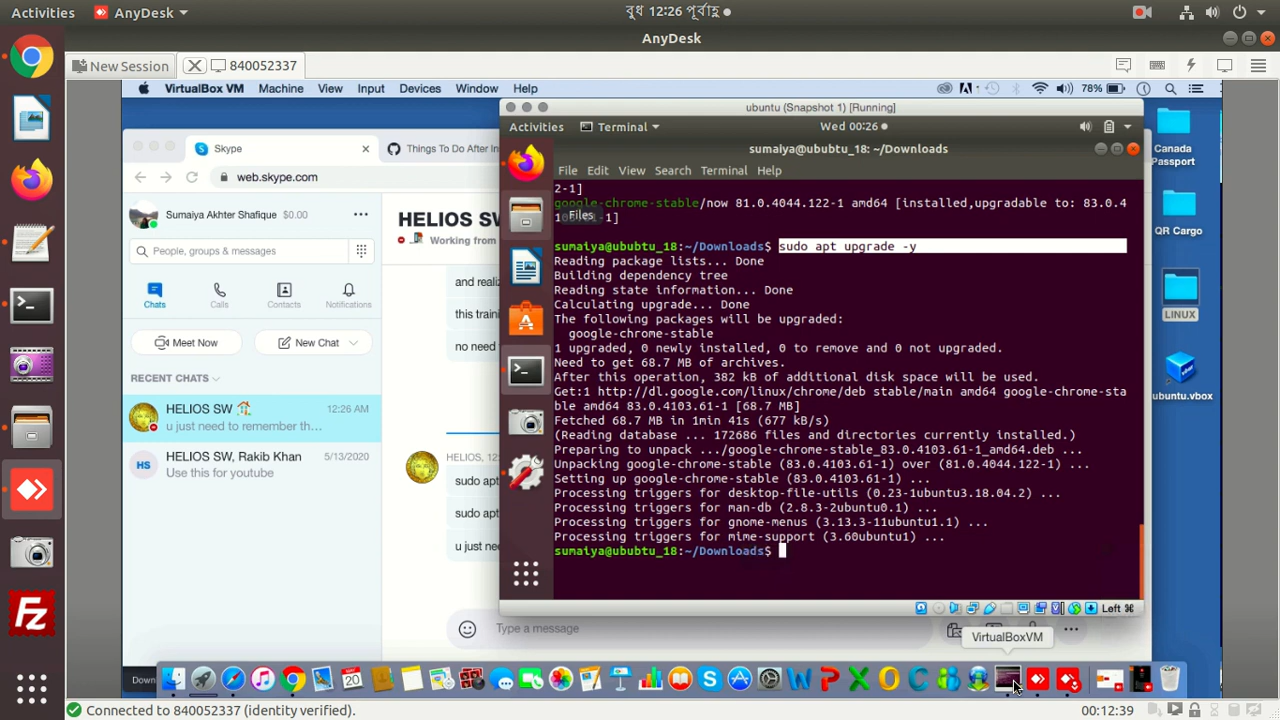 Activities
AnyDesk
বুধ 12:26 পূর্বাহ্ণ
AnyDesk
New Session
840052337
VirtualBox VM Machine View Input Devices Window Help
78%
Skype
Things To Do After In
web.skype.com
Sumaiya Akhter Shafique $0.00
People, groups & messages
Chats
Calls
Contacts
Notifications
Meet Now
New Chat
RECENT CHATS
HELIOS SW
12:26 AM
u just need to remember th...
HS
HELIOS SW, Rakib Khan
5/13/2020
Use this for youtube
HELIOS SW
Working from
and realiz
this traini
no need
HELIOS, 12:
sudo apt
sudo apt
u just nee
Type a message
ubuntu (Snapshot 1) [Running]
Activities
Terminal
Wed 00:26
sumaiya@ububtu_18: ~/Downloads
File Edit View Search Terminal Help
Files
2-1]
google-chrome-stable/now 81.0.4044.122-1 amd64 [installed,upgradable to: 83.0.4
sumaiya@ububtu_18:~/Downloads$ sudo apt upgrade -y
Reading package lists... Done
Building dependency tree
Reading state information... Done
Calculating upgrade... Done
The following packages will be upgraded:
google-chrome-stable
1 upgraded, 0 newly installed, 0 to remove and 0 not upgraded.
Need to get 68.7 MB of archives.
After this operation, 382 kB of additional disk space will be used.
Get:1 http://dl.google.com/linux/chrome/deb stable/main amd64 google-chrome-sta
ble amd64 83.0.4103.61-1 [68.7 MB]
Fetched 68.7 MB in 1min 41s (677 kB/s)
(Reading database ... 172686 files and directories currently installed.)
Preparing to unpack .../google-chrome-stable_83.0.4103.61-1_amd64.deb ...
Unpacking google-chrome-stable (83.0.4103.61-1) over (81.0.4044.122-1) ...
Setting up google-chrome-stable (83.0.4103.61-1) ...
Processing triggers for desktop-file-utils (0.23-1ubuntu3.18.04.2) ...
Processing triggers for man-db (2.8.3-2ubuntu0.1) ...
Processing triggers for gnome-menus (3.13.3-11ubuntu1.1) ...
Processing triggers for mime-support (3.60ubuntu1) ...
sumaiya@ububtu_18:~/Downloads$
Left ⌘
VirtualBoxVM
Canada
Passport
QR Cargo
LINUX
ubuntu.vbox
Down
20
Connected to 840052337 (identity verified).
00:12:39